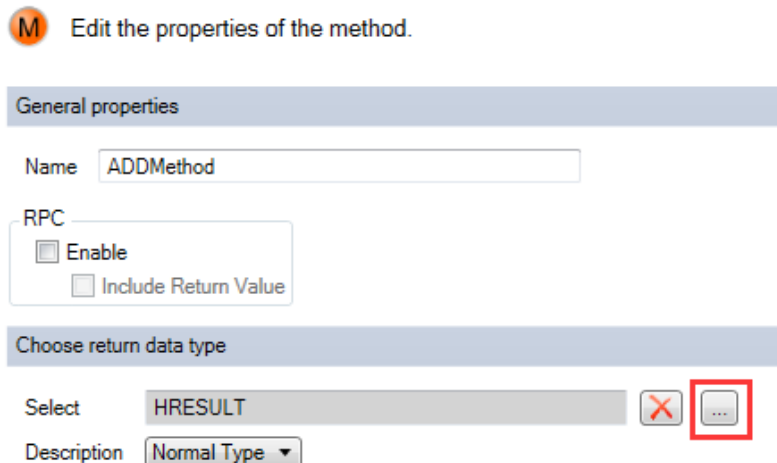 M Edit the properties of the method.
General properties
Name ADDMethod
RPC
Enable
Include Return Value
Choose return data type
Select HRESULT ...
Description Normal Type